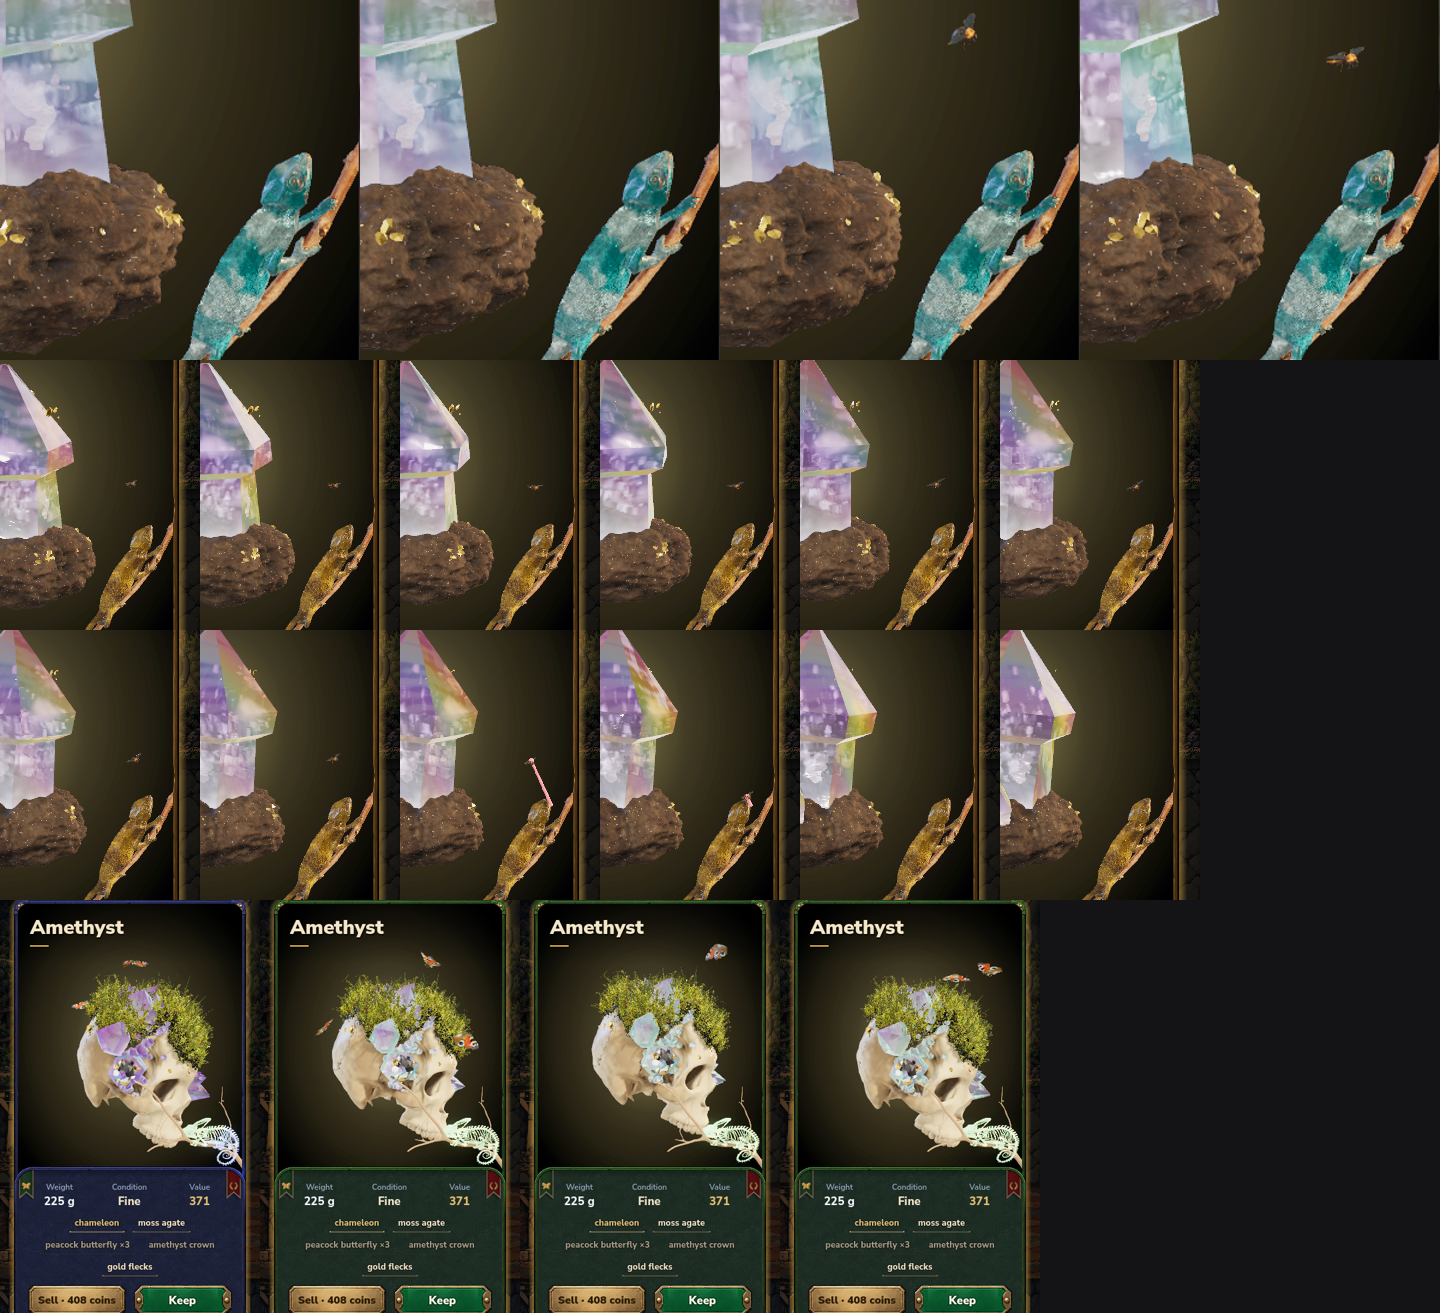 Amethyst
Weight Condition Value
225 g Fine 371
chameleon moss agate
peacock butterfly ×3 amethyst crown
gold flecks
Sell · 408 coins Keep
Amethyst
Weight Condition Value
225 g Fine 371
chameleon moss agate
peacock butterfly ×3 amethyst crown
gold flecks
Sell · 408 coins Keep
Amethyst
Weight Condition Value
225 g Fine 371
chameleon moss agate
peacock butterfly ×3 amethyst crown
gold flecks
Sell · 408 coins Keep
Amethyst
Weight Condition Value
225 g Fine 371
chameleon moss agate
peacock butterfly ×3 amethyst crown
gold flecks
Sell · 408 coins Keep